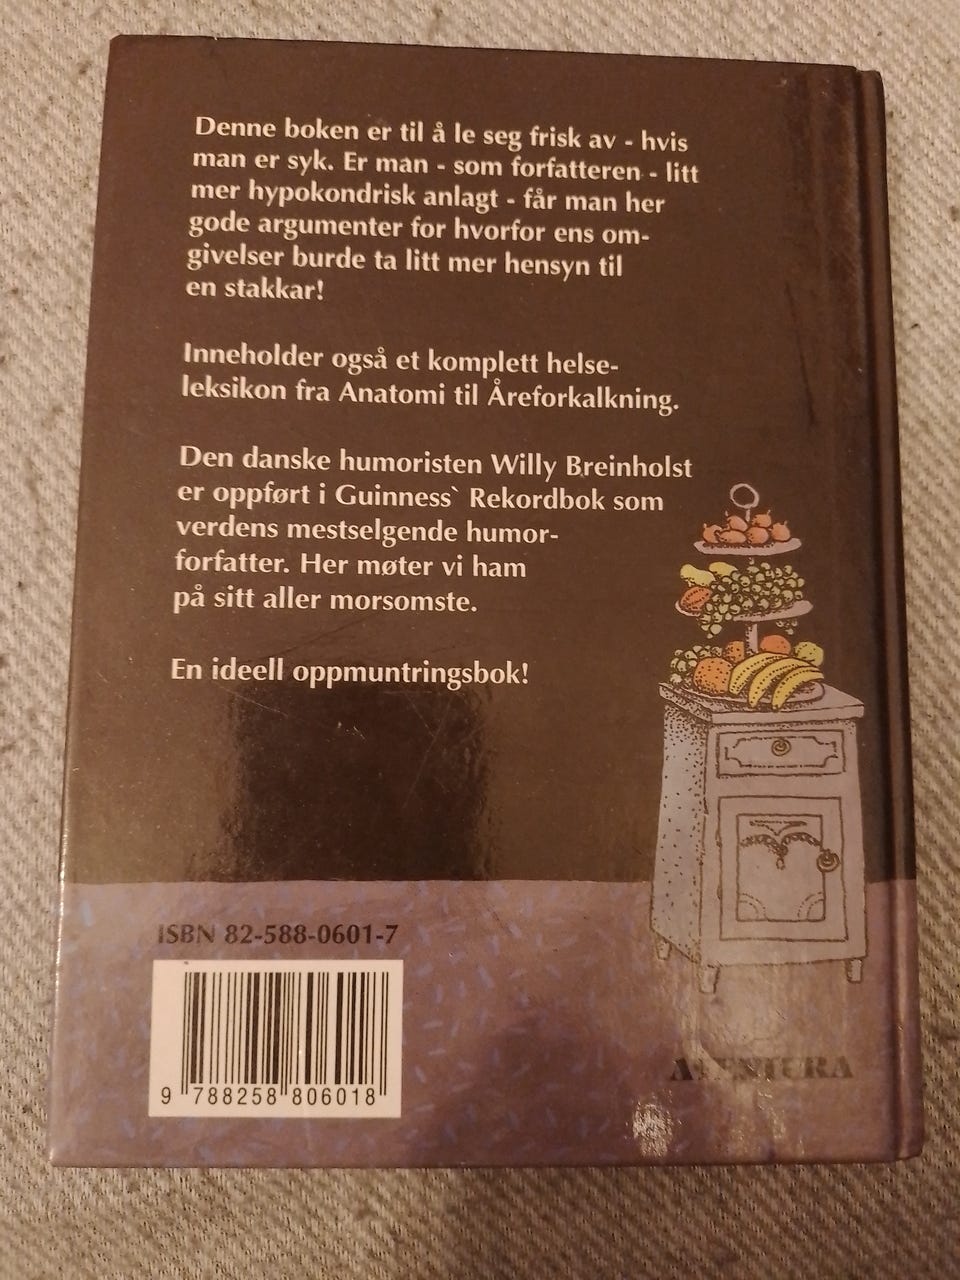 Denne boken er til å le seg frisk av - hvis
man er syk. Er man - som forfatteren - litt
mer hypokondrisk anlagt - får man her
gode argumenter for hvorfor ens om-
givelser burde ta litt mer hensyn til
en stakkar!
Inneholder også et komplett helse-
leksikon fra Anatomi til Åreforkalkning.
Den danske humoristen Willy Breinholst
er oppført i Guinness` Rekordbok som
verdens mestselgende humor-
forfatter. Her møter vi ham
på sitt aller morsomste.
En ideell oppmuntringsbok!
ISBN 82-588-0601-7
9 788258 806018
AVENTURA